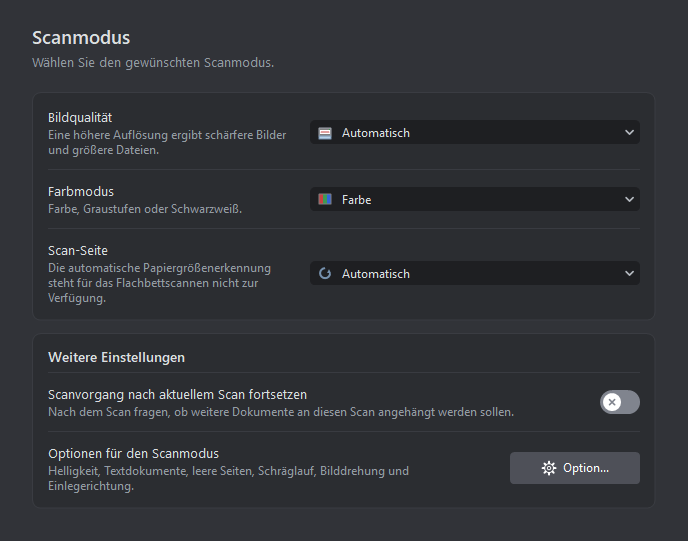 Scanmodus
Wählen Sie den gewünschten Scanmodus.
Bildqualität
Eine höhere Auflösung ergibt schärfere Bilder
und größere Dateien.
Automatisch
Farbmodus
Farbe, Graustufen oder Schwarzweiß.
Farbe
Scan-Seite
Die automatische Papiergrößenerkennung
steht für das Flachbettscannen nicht zur
Verfügung.
Automatisch
Weitere Einstellungen
Scanvorgang nach aktuellem Scan fortsetzen
Nach dem Scan fragen, ob weitere Dokumente an diesen Scan angehängt werden sollen.
Optionen für den Scanmodus
Helligkeit, Textdokumente, leere Seiten, Schräglauf, Bilddrehung und
Einlegerichtung.
Option...